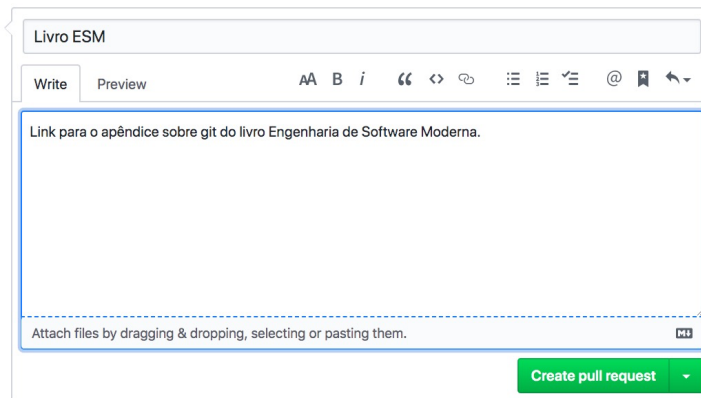 Livro ESM
Write Preview AA B i “ <> @
Link para o apêndice sobre git do livro Engenharia de Software Moderna.
Attach files by dragging & dropping, selecting or pasting them.
Create pull request